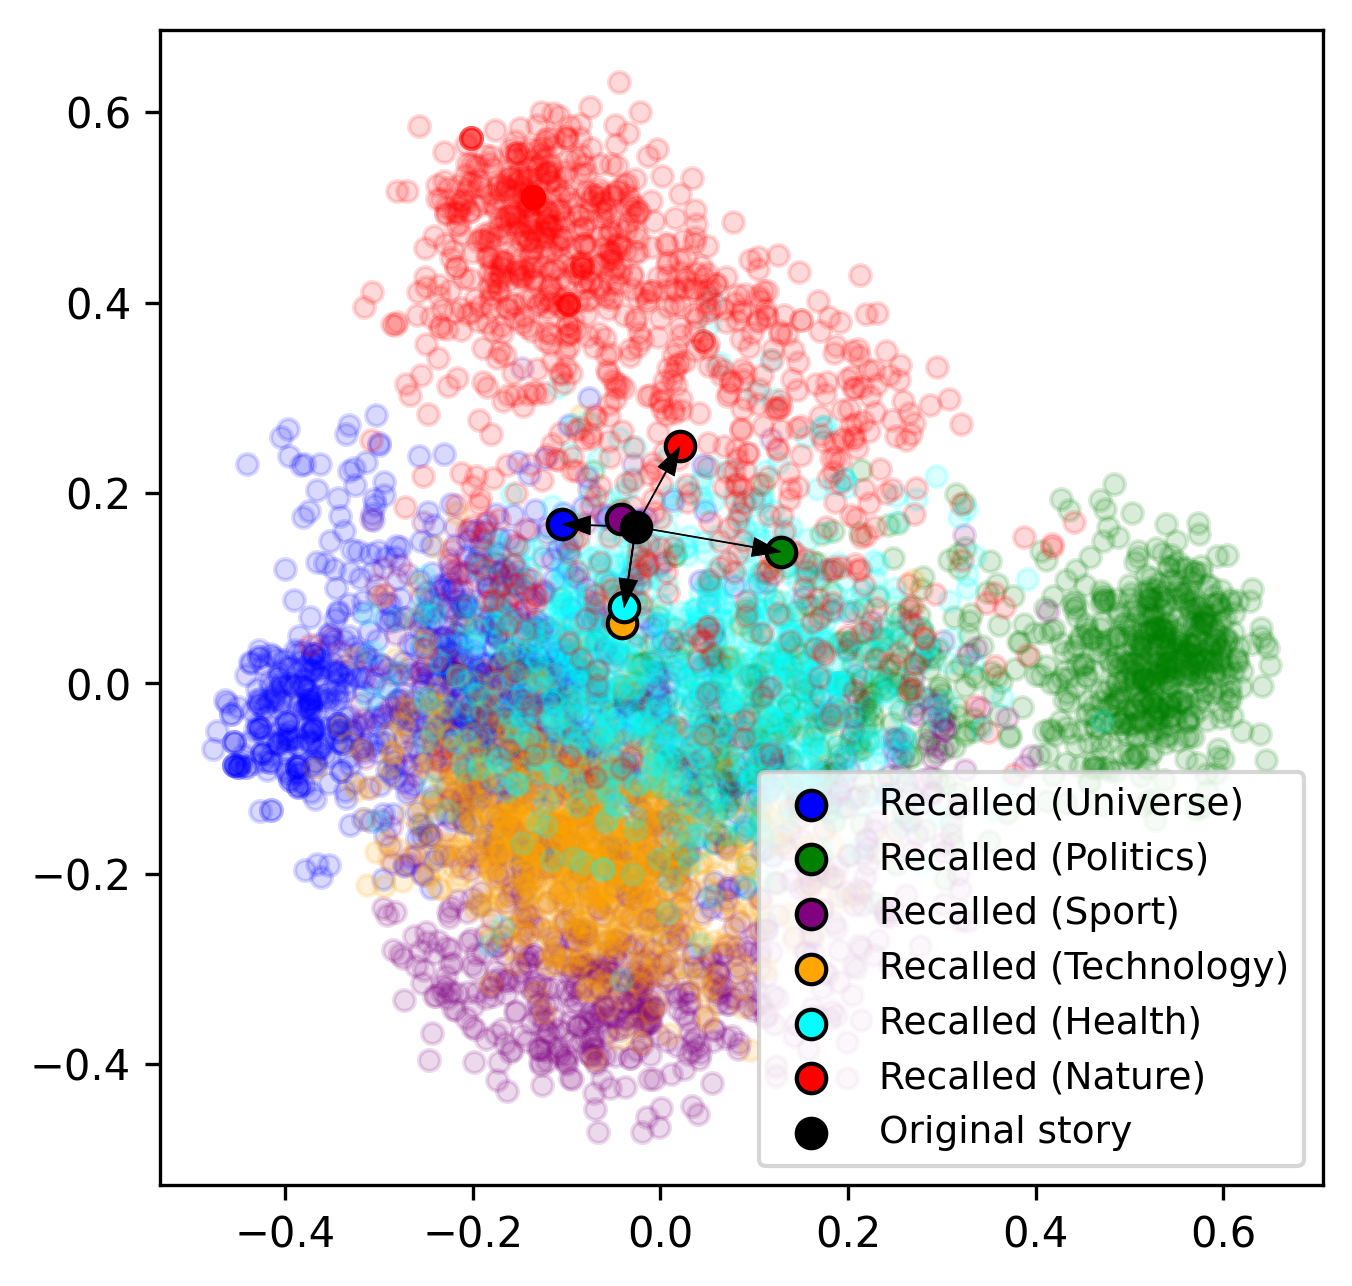 0.6
0.4
0.2
0.0
−0.2
−0.4
Recalled (Universe)
Recalled (Politics)
Recalled (Sport)
Recalled (Technology)
Recalled (Health)
Recalled (Nature)
Original story
−0.4 −0.2 0.0 0.2 0.4 0.6